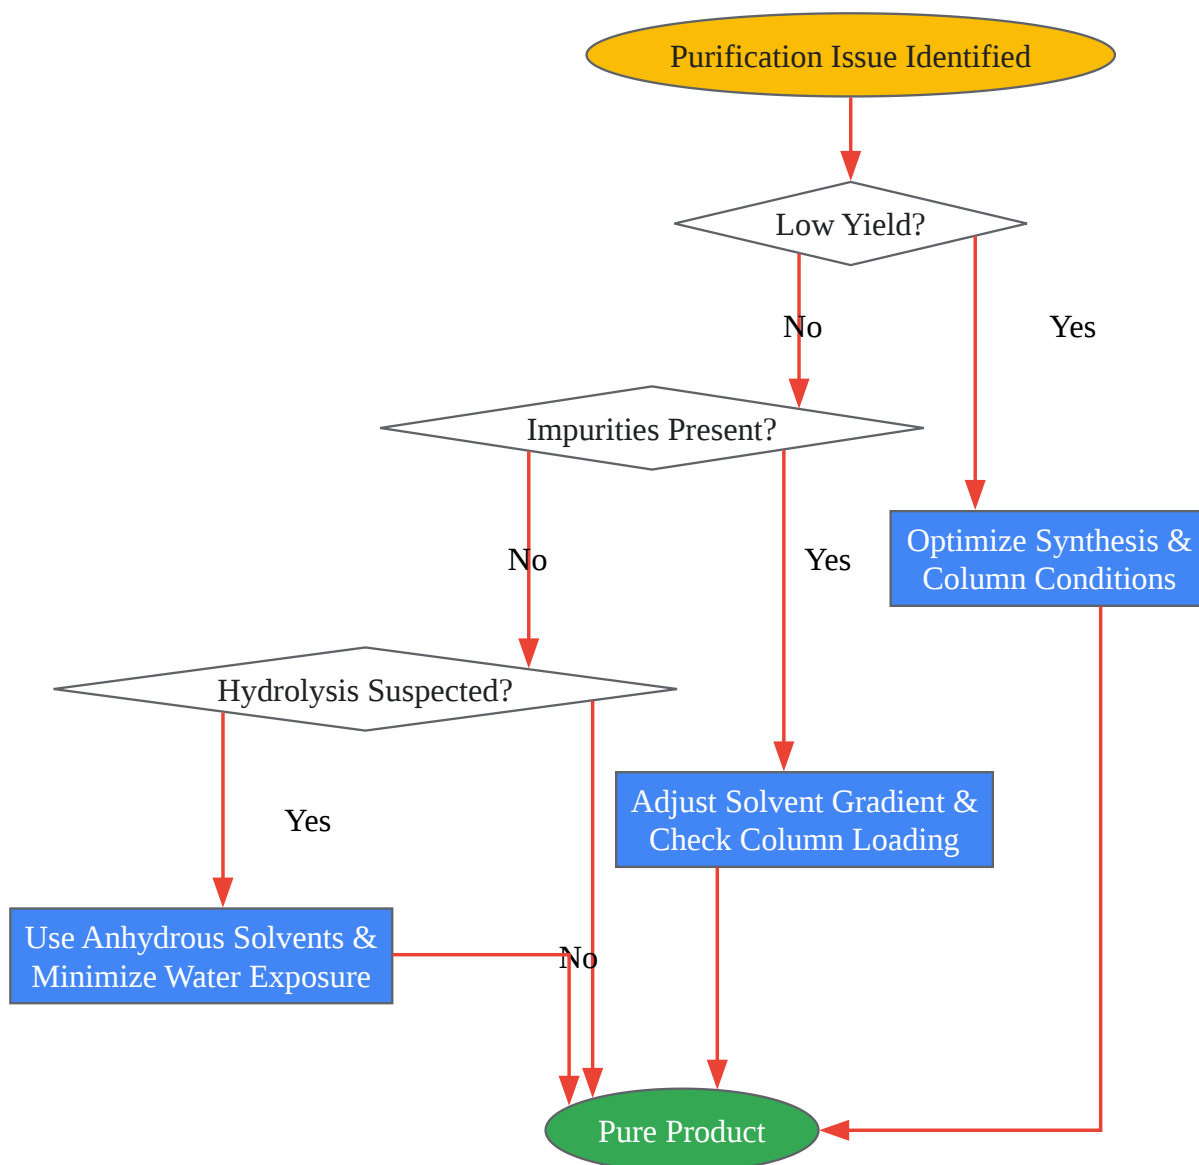 Purification Issue Identified
Low Yield?
No
Yes
Impurities Present?
Optimize Synthesis &
Column Conditions
No
Yes
Hydrolysis Suspected?
Adjust Solvent Gradient &
Check Column Loading
Yes
Use Anhydrous Solvents &
Minimize Water Exposure
No
Pure Product